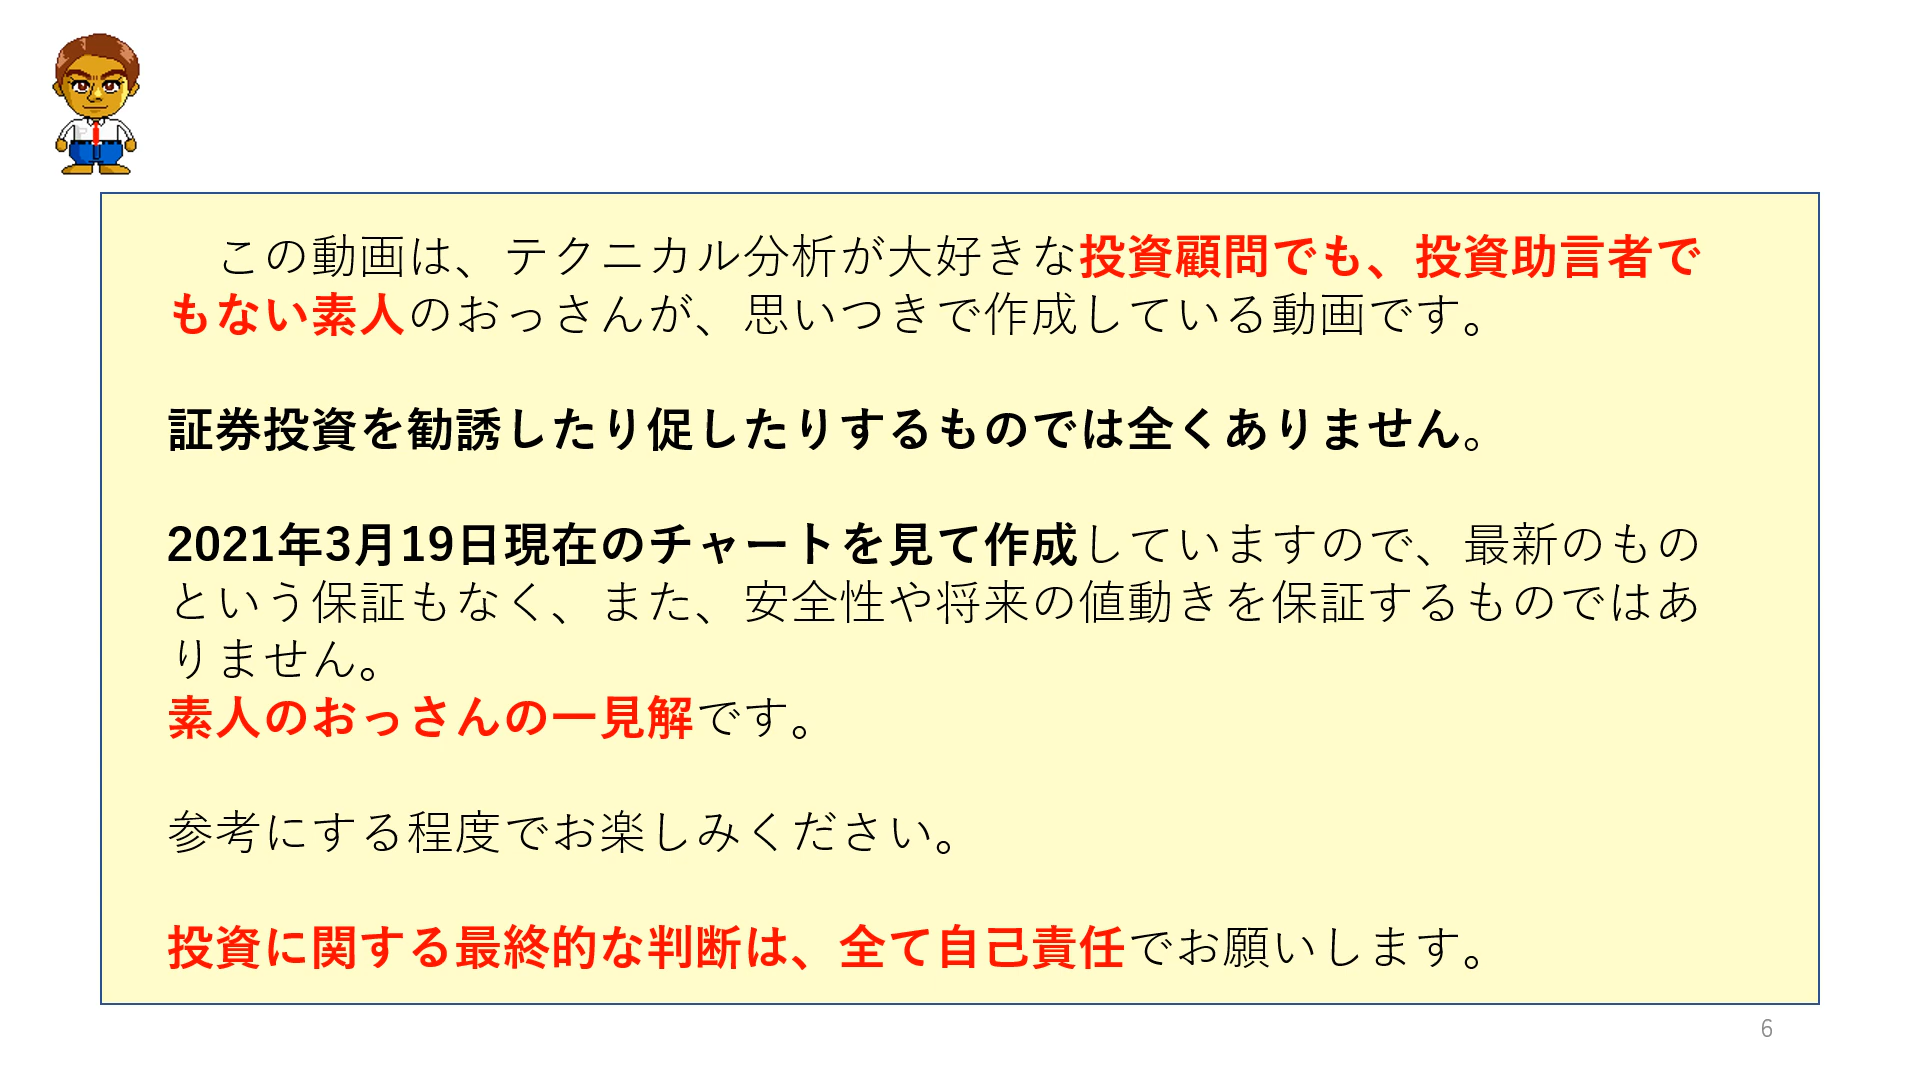 この動画は、テクニカル分析が大好きな投資顧問でも、投資助言者で
もない素人のおっさんが、思いつきで作成している動画です。
証券投資を勧誘したり促したりするものでは全くありません。
2021年3月19日現在のチャートを見て作成していますので、最新のもの
という保証もなく、また、安全性や将来の値動きを保証するものではあ
りません。
素人のおっさんの一見解です。
参考にする程度でお楽しみください。
投資に関する最終的な判断は、全て自己責任でお願いします。
6